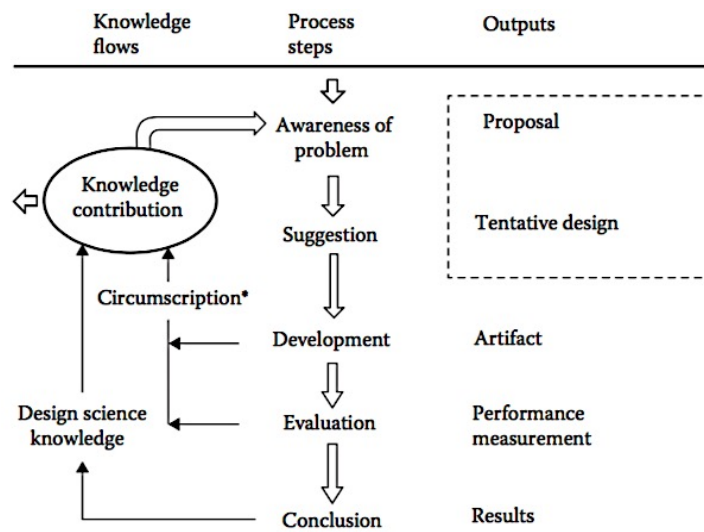 Knowledge
flows
Process
steps
Outputs
Awareness of
problem
Proposal
Knowledge
contribution
Suggestion
Tentative design
Circumscription*
Development
Artifact
Design science
knowledge
Evaluation
Performance
measurement
Conclusion
Results